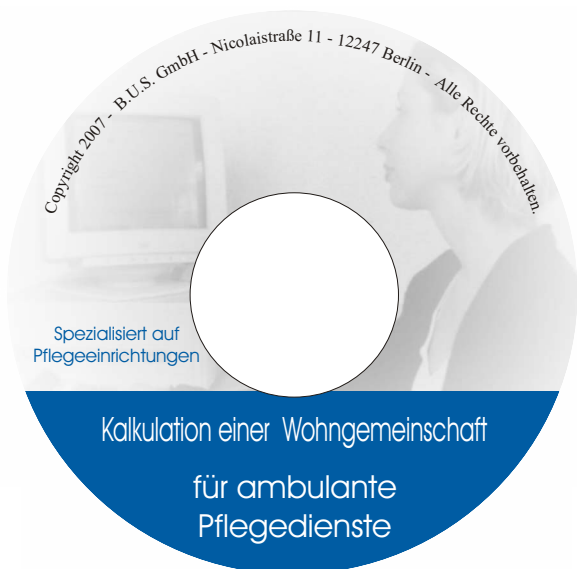 Copyright 2007 - B.U.S. GmbH - Nicolaistraße 11 - 12247 Berlin - Alle Rechte vorbehalten.
Spezialisiert auf
Pflegeeinrichtungen
Kalkulation einer Wohngemeinschaft
für ambulante
Pflegedienste